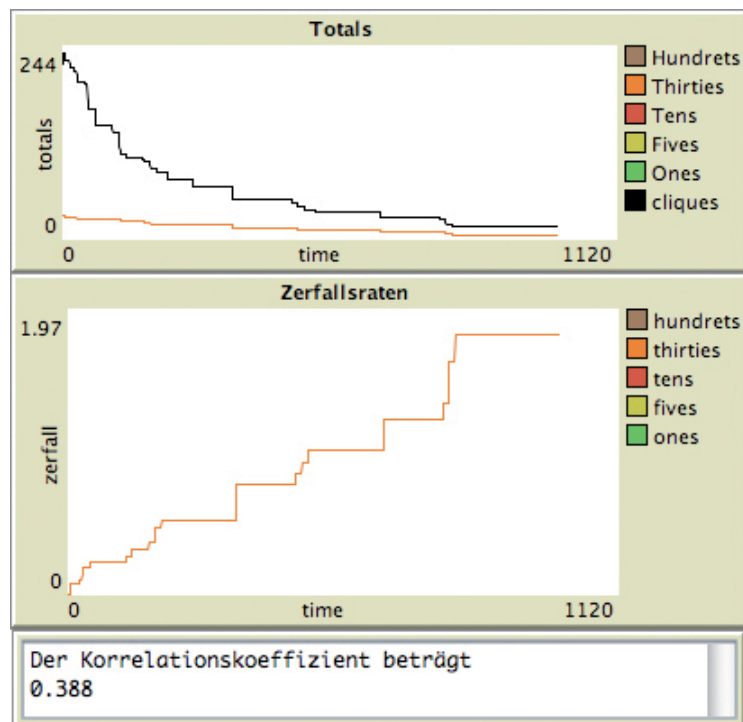 Totals
244
totals
0
0
time
1120
Hundrets
Thirties
Tens
Fives
Ones
cliques
Zerfallsraten
1.97
zerfall
0
0
time
1120
hundrets
thirties
tens
fives
ones
Der Korrelationskoeffizient beträgt
0.388